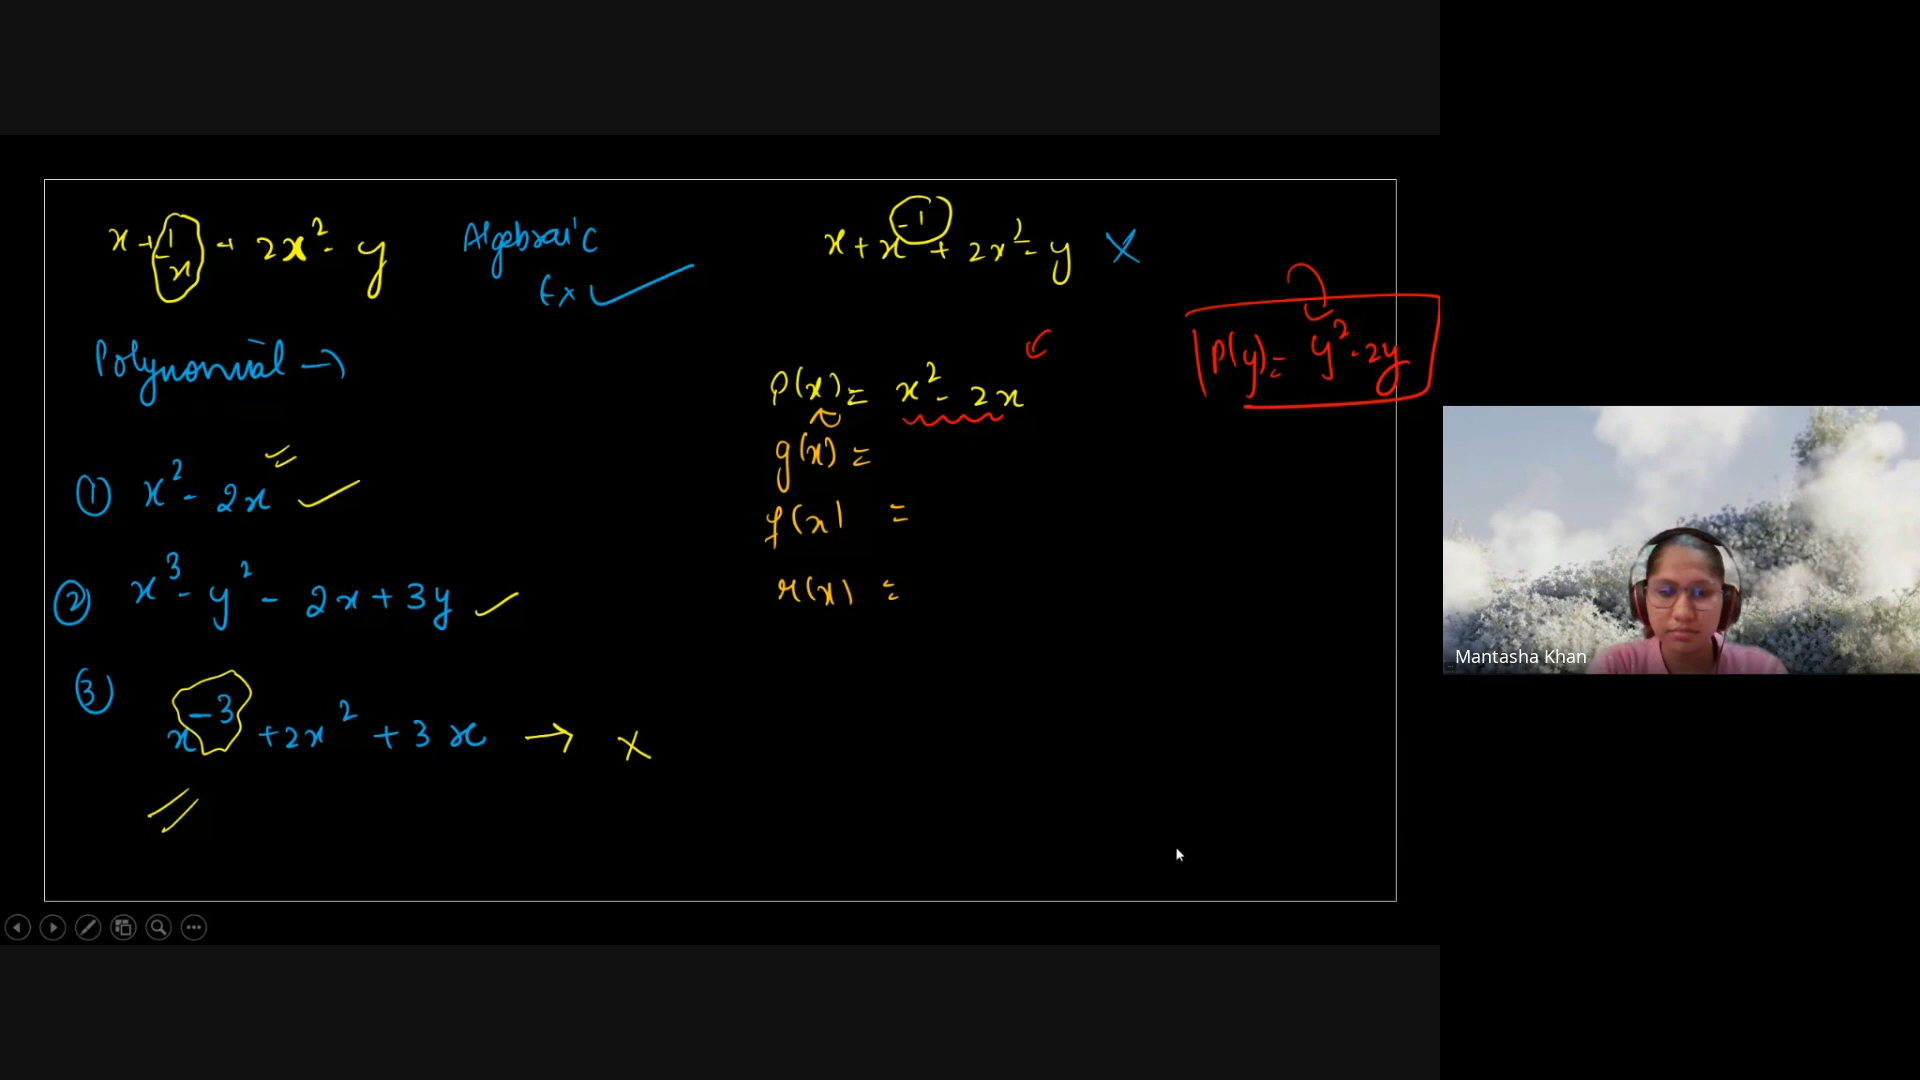 x + 1/x + 2x² - y
Algebraic
Ex ✓
x + x⁻¹ + 2x² - y X
Polynomial →
P(x) = x² - 2x
P(y) = y² - 2y
g(x) =
① x² - 2x ✓
f(x) =
② x³ - y² - 2x + 3y ✓
r(x) =
③ x⁻³ + 2x² + 3x → X
Mantasha Khan